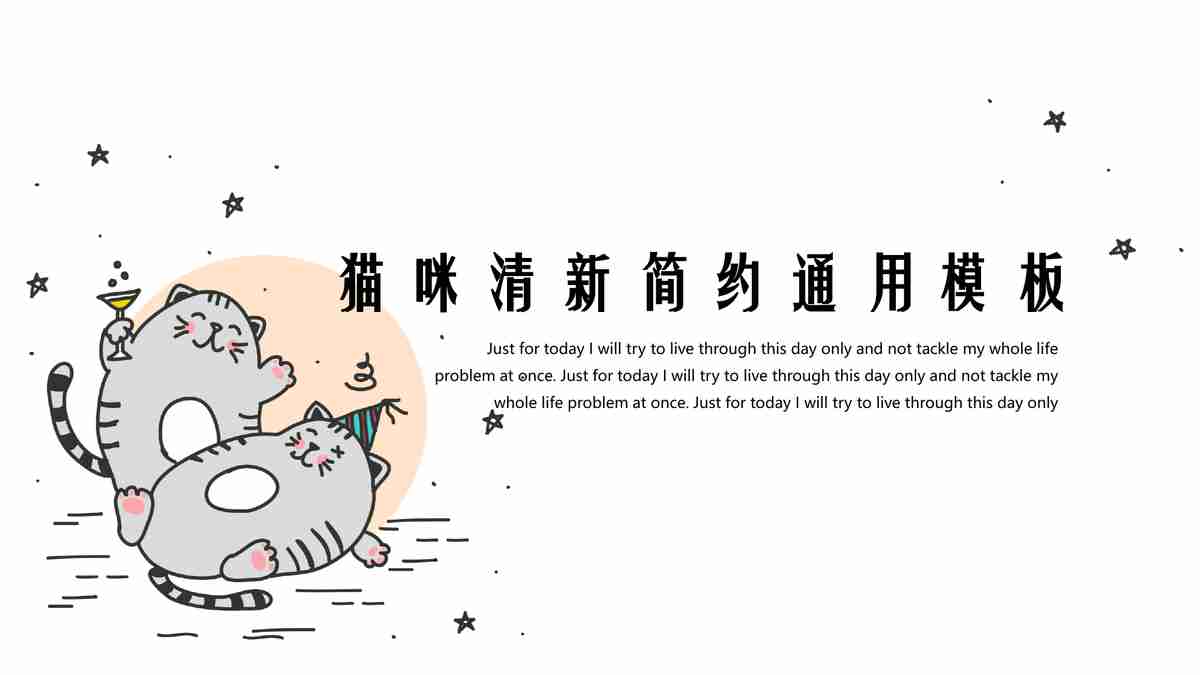 猫咪清新简约通用模板
Just for today I will try to live through this day only and not tackle my whole life
problem at once. Just for today I will try to live through this day only and not tackle my
whole life problem at once. Just for today I will try to live through this day only